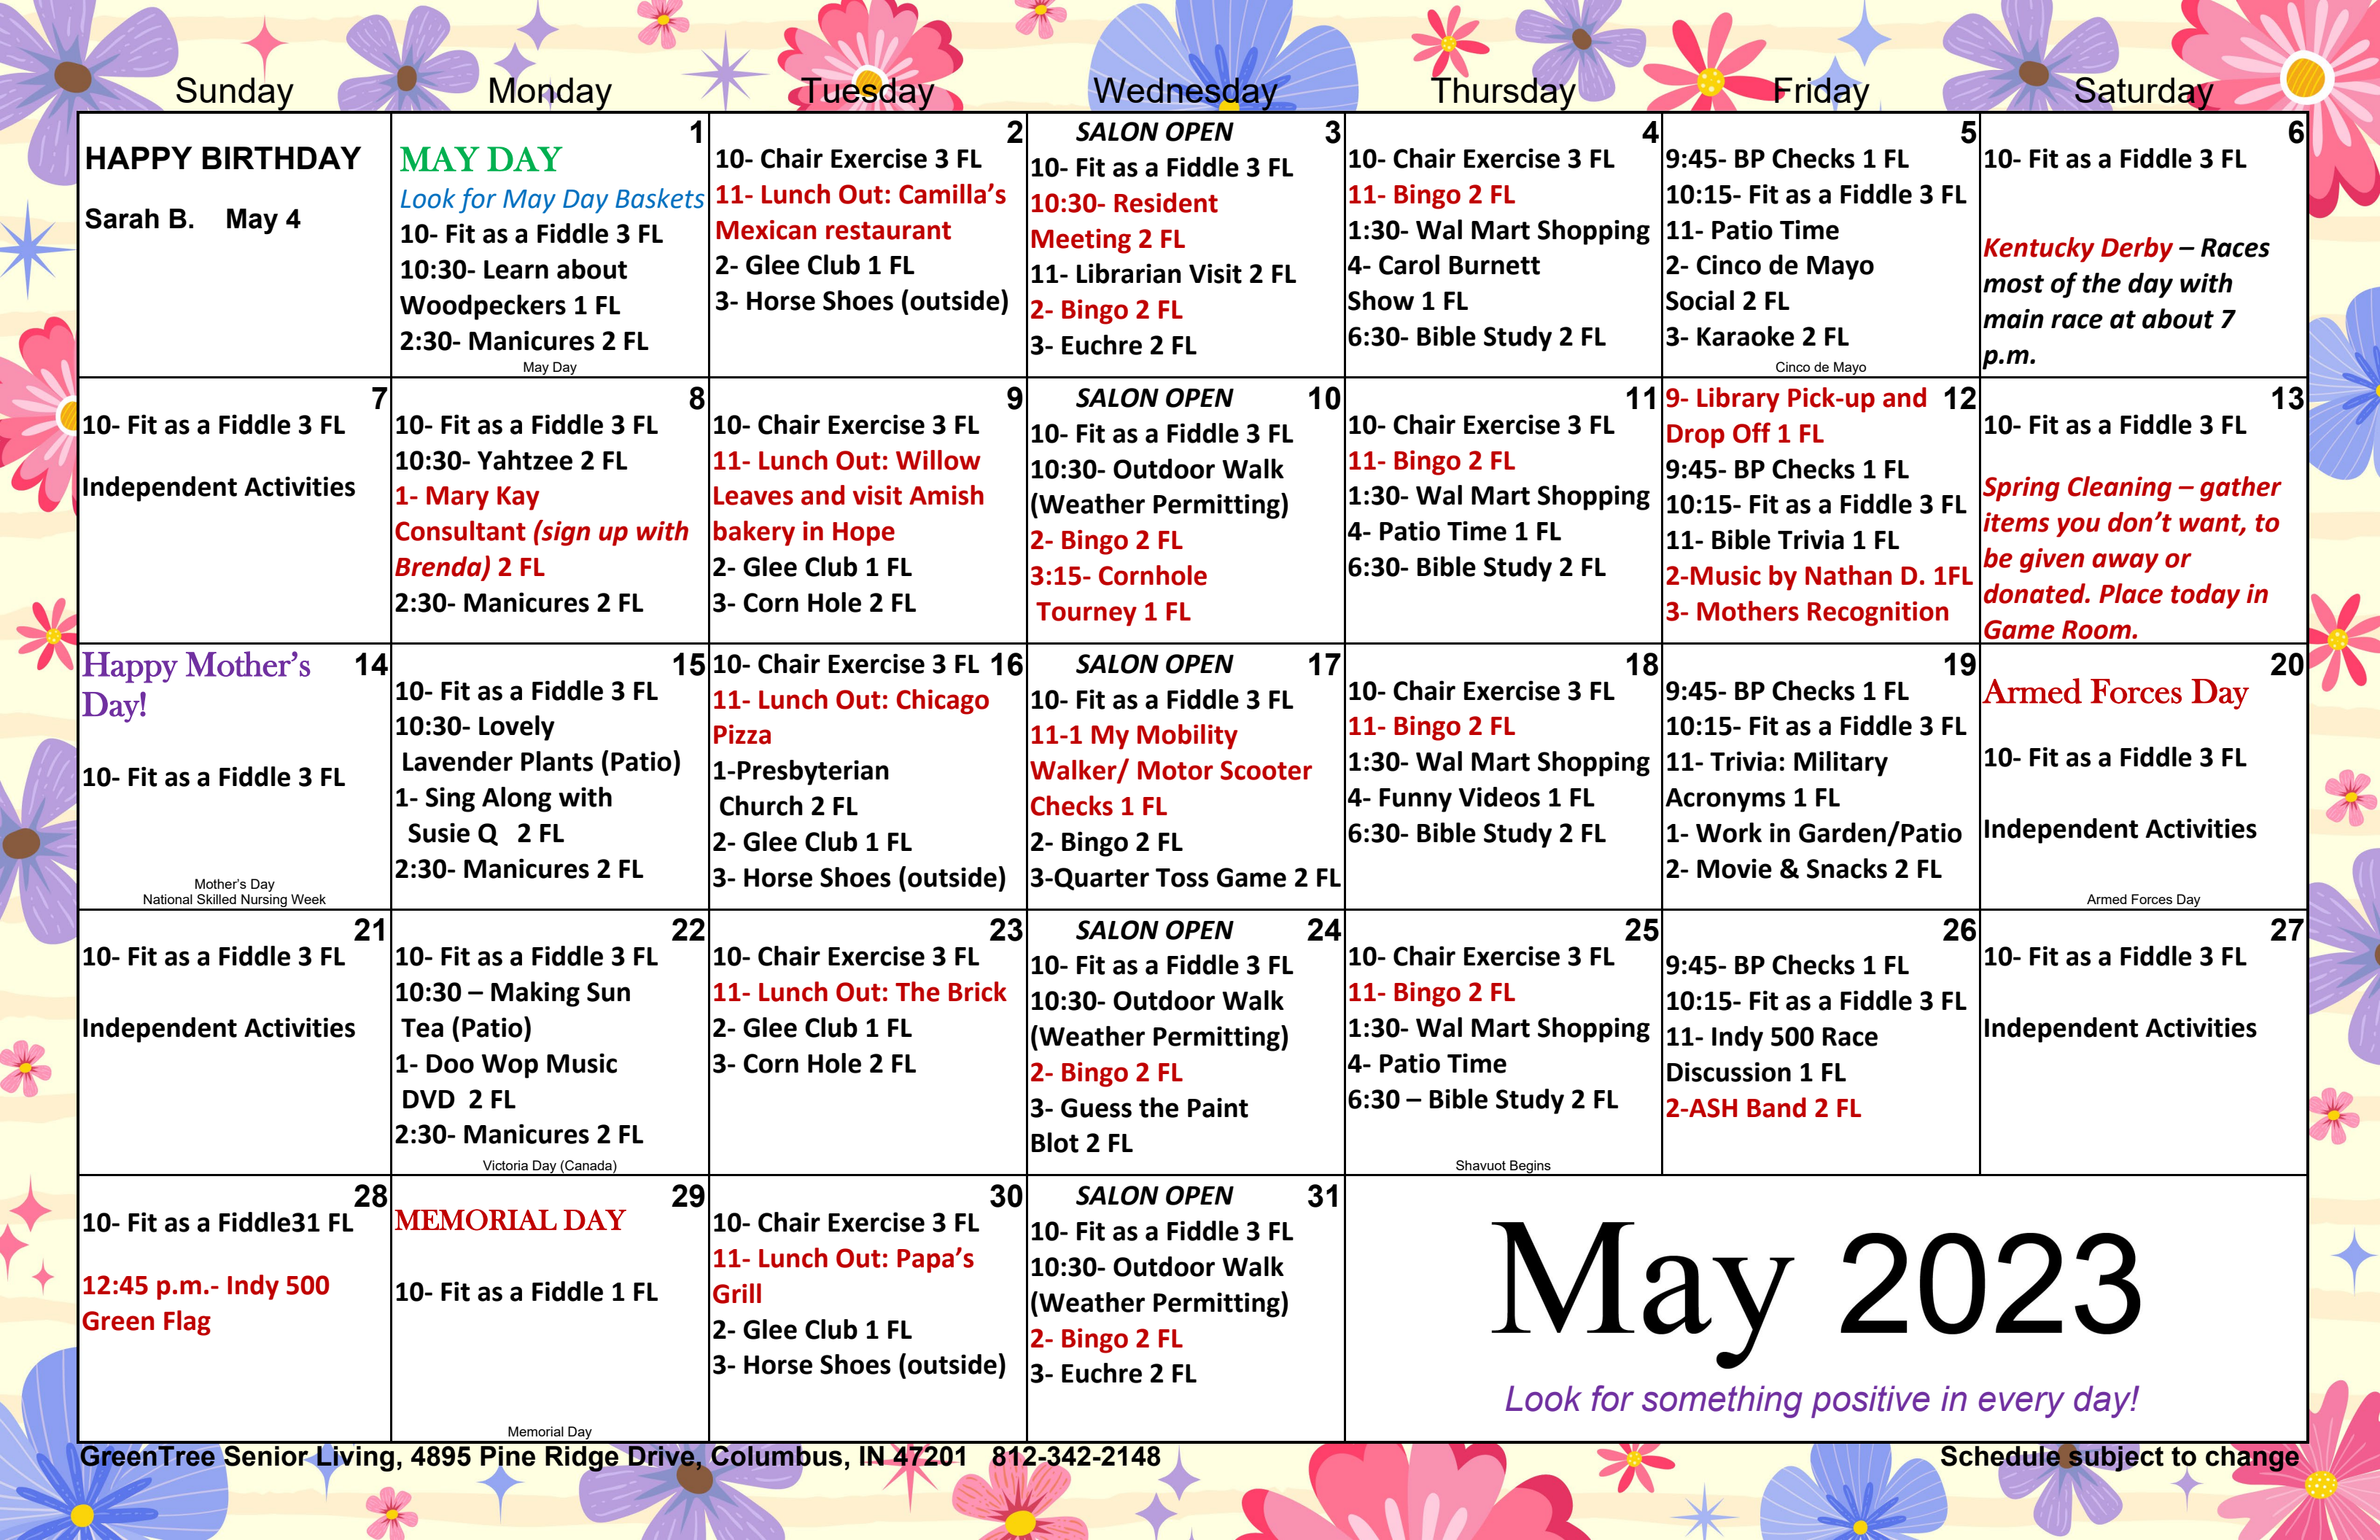 Sunday Monday Tuesday Wednesday Thursday Friday Saturday
HAPPY BIRTHDAY
Sarah B. May 4
1
MAY DAY
Look for May Day Baskets
10- Fit as a Fiddle 3 FL
10:30- Learn about
Woodpeckers 1 FL
2:30- Manicures 2 FL
May Day
2
10- Chair Exercise 3 FL
11- Lunch Out: Camilla's
Mexican restaurant
2- Glee Club 1 FL
3- Horse Shoes (outside)
SALON OPEN 3
10- Fit as a Fiddle 3 FL
10:30- Resident
Meeting 2 FL
11- Librarian Visit 2 FL
2- Bingo 2 FL
3- Euchre 2 FL
4
10- Chair Exercise 3 FL
11- Bingo 2 FL
1:30- Wal Mart Shopping
4- Carol Burnett
Show 1 FL
6:30- Bible Study 2 FL
5
9:45- BP Checks 1 FL
10:15- Fit as a Fiddle 3 FL
11- Patio Time
2- Cinco de Mayo
Social 2 FL
3- Karaoke 2 FL
Cinco de Mayo
6
10- Fit as a Fiddle 3 FL
Kentucky Derby – Races
most of the day with
main race at about 7
p.m.
7
10- Fit as a Fiddle 3 FL
Independent Activities
8
10- Fit as a Fiddle 3 FL
10:30- Yahtzee 2 FL
1- Mary Kay
Consultant (sign up with
Brenda) 2 FL
2:30- Manicures 2 FL
9
10- Chair Exercise 3 FL
11- Lunch Out: Willow
Leaves and visit Amish
bakery in Hope
2- Glee Club 1 FL
3- Corn Hole 2 FL
SALON OPEN 10
10- Fit as a Fiddle 3 FL
10:30- Outdoor Walk
(Weather Permitting)
2- Bingo 2 FL
3:15- Cornhole
Tourney 1 FL
11
10- Chair Exercise 3 FL
11- Bingo 2 FL
1:30- Wal Mart Shopping
4- Patio Time 1 FL
6:30- Bible Study 2 FL
9- Library Pick-up and 12
Drop Off 1 FL
9:45- BP Checks 1 FL
10:15- Fit as a Fiddle 3 FL
11- Bible Trivia 1 FL
2-Music by Nathan D. 1FL
3- Mothers Recognition
13
10- Fit as a Fiddle 3 FL
Spring Cleaning – gather
items you don't want, to
be given away or
donated. Place today in
Game Room.
Happy Mother's 14
Day!
10- Fit as a Fiddle 3 FL
Mother's Day
National Skilled Nursing Week
15
10- Fit as a Fiddle 3 FL
10:30- Lovely
Lavender Plants (Patio)
1- Sing Along with
Susie Q 2 FL
2:30- Manicures 2 FL
10- Chair Exercise 3 FL 16
11- Lunch Out: Chicago
Pizza
1-Presbyterian
Church 2 FL
2- Glee Club 1 FL
3- Horse Shoes (outside)
SALON OPEN 17
10- Fit as a Fiddle 3 FL
11-1 My Mobility
Walker/ Motor Scooter
Checks 1 FL
2- Bingo 2 FL
3-Quarter Toss Game 2 FL
18
10- Chair Exercise 3 FL
11- Bingo 2 FL
1:30- Wal Mart Shopping
4- Funny Videos 1 FL
6:30- Bible Study 2 FL
19
9:45- BP Checks 1 FL
10:15- Fit as a Fiddle 3 FL
11- Trivia: Military
Acronyms 1 FL
1- Work in Garden/Patio
2- Movie & Snacks 2 FL
20
Armed Forces Day
10- Fit as a Fiddle 3 FL
Independent Activities
Armed Forces Day
21
10- Fit as a Fiddle 3 FL
Independent Activities
22
10- Fit as a Fiddle 3 FL
10:30 – Making Sun
Tea (Patio)
1- Doo Wop Music
DVD 2 FL
2:30- Manicures 2 FL
Victoria Day (Canada)
23
10- Chair Exercise 3 FL
11- Lunch Out: The Brick
2- Glee Club 1 FL
3- Corn Hole 2 FL
SALON OPEN 24
10- Fit as a Fiddle 3 FL
10:30- Outdoor Walk
(Weather Permitting)
2- Bingo 2 FL
3- Guess the Paint
Blot 2 FL
25
10- Chair Exercise 3 FL
11- Bingo 2 FL
1:30- Wal Mart Shopping
4- Patio Time
6:30 – Bible Study 2 FL
Shavuot Begins
26
9:45- BP Checks 1 FL
10:15- Fit as a Fiddle 3 FL
11- Indy 500 Race
Discussion 1 FL
2-ASH Band 2 FL
27
10- Fit as a Fiddle 3 FL
Independent Activities
28
10- Fit as a Fiddle31 FL
12:45 p.m.- Indy 500
Green Flag
29
MEMORIAL DAY
10- Fit as a Fiddle 1 FL
Memorial Day
30
10- Chair Exercise 3 FL
11- Lunch Out: Papa's
Grill
2- Glee Club 1 FL
3- Horse Shoes (outside)
SALON OPEN 31
10- Fit as a Fiddle 3 FL
10:30- Outdoor Walk
(Weather Permitting)
2- Bingo 2 FL
3- Euchre 2 FL
May 2023
Look for something positive in every day!
GreenTree Senior Living, 4895 Pine Ridge Drive, Columbus, IN 47201 812-342-2148
Schedule subject to change